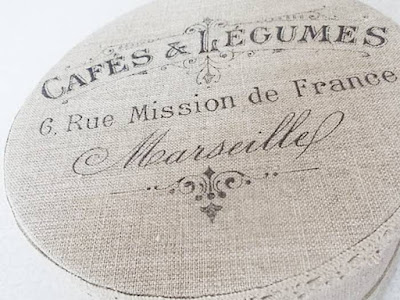 CAFÉS & LÉGUMES
6. Rue Mission de France
Marseille